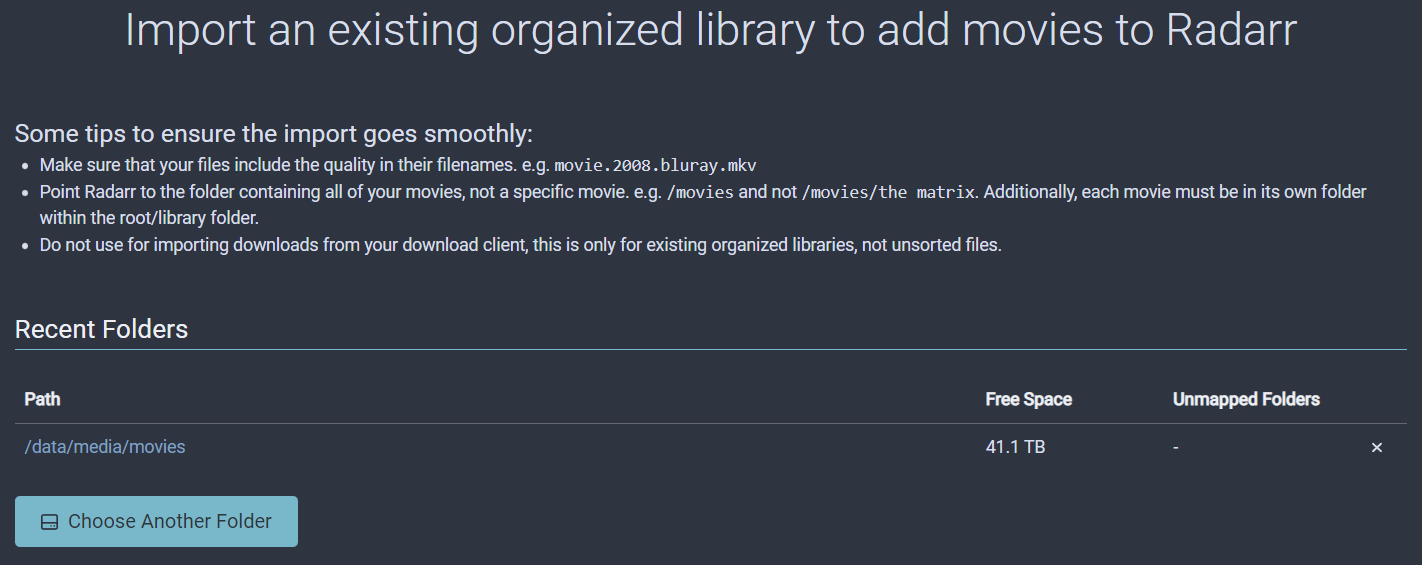 Import an existing organized library to add movies to Radarr
Some tips to ensure the import goes smoothly:
• Make sure that your files include the quality in their filenames. e.g. movie.2008.bluray.mkv
• Point Radarr to the folder containing all of your movies, not a specific movie. e.g. /movies and not /movies/the matrix. Additionally, each movie must be in its own folder
within the root/library folder.
• Do not use for importing downloads from your download client, this is only for existing organized libraries, not unsorted files.
Recent Folders
Path Free Space Unmapped Folders
/data/media/movies 41.1 TB - ×
Choose Another Folder